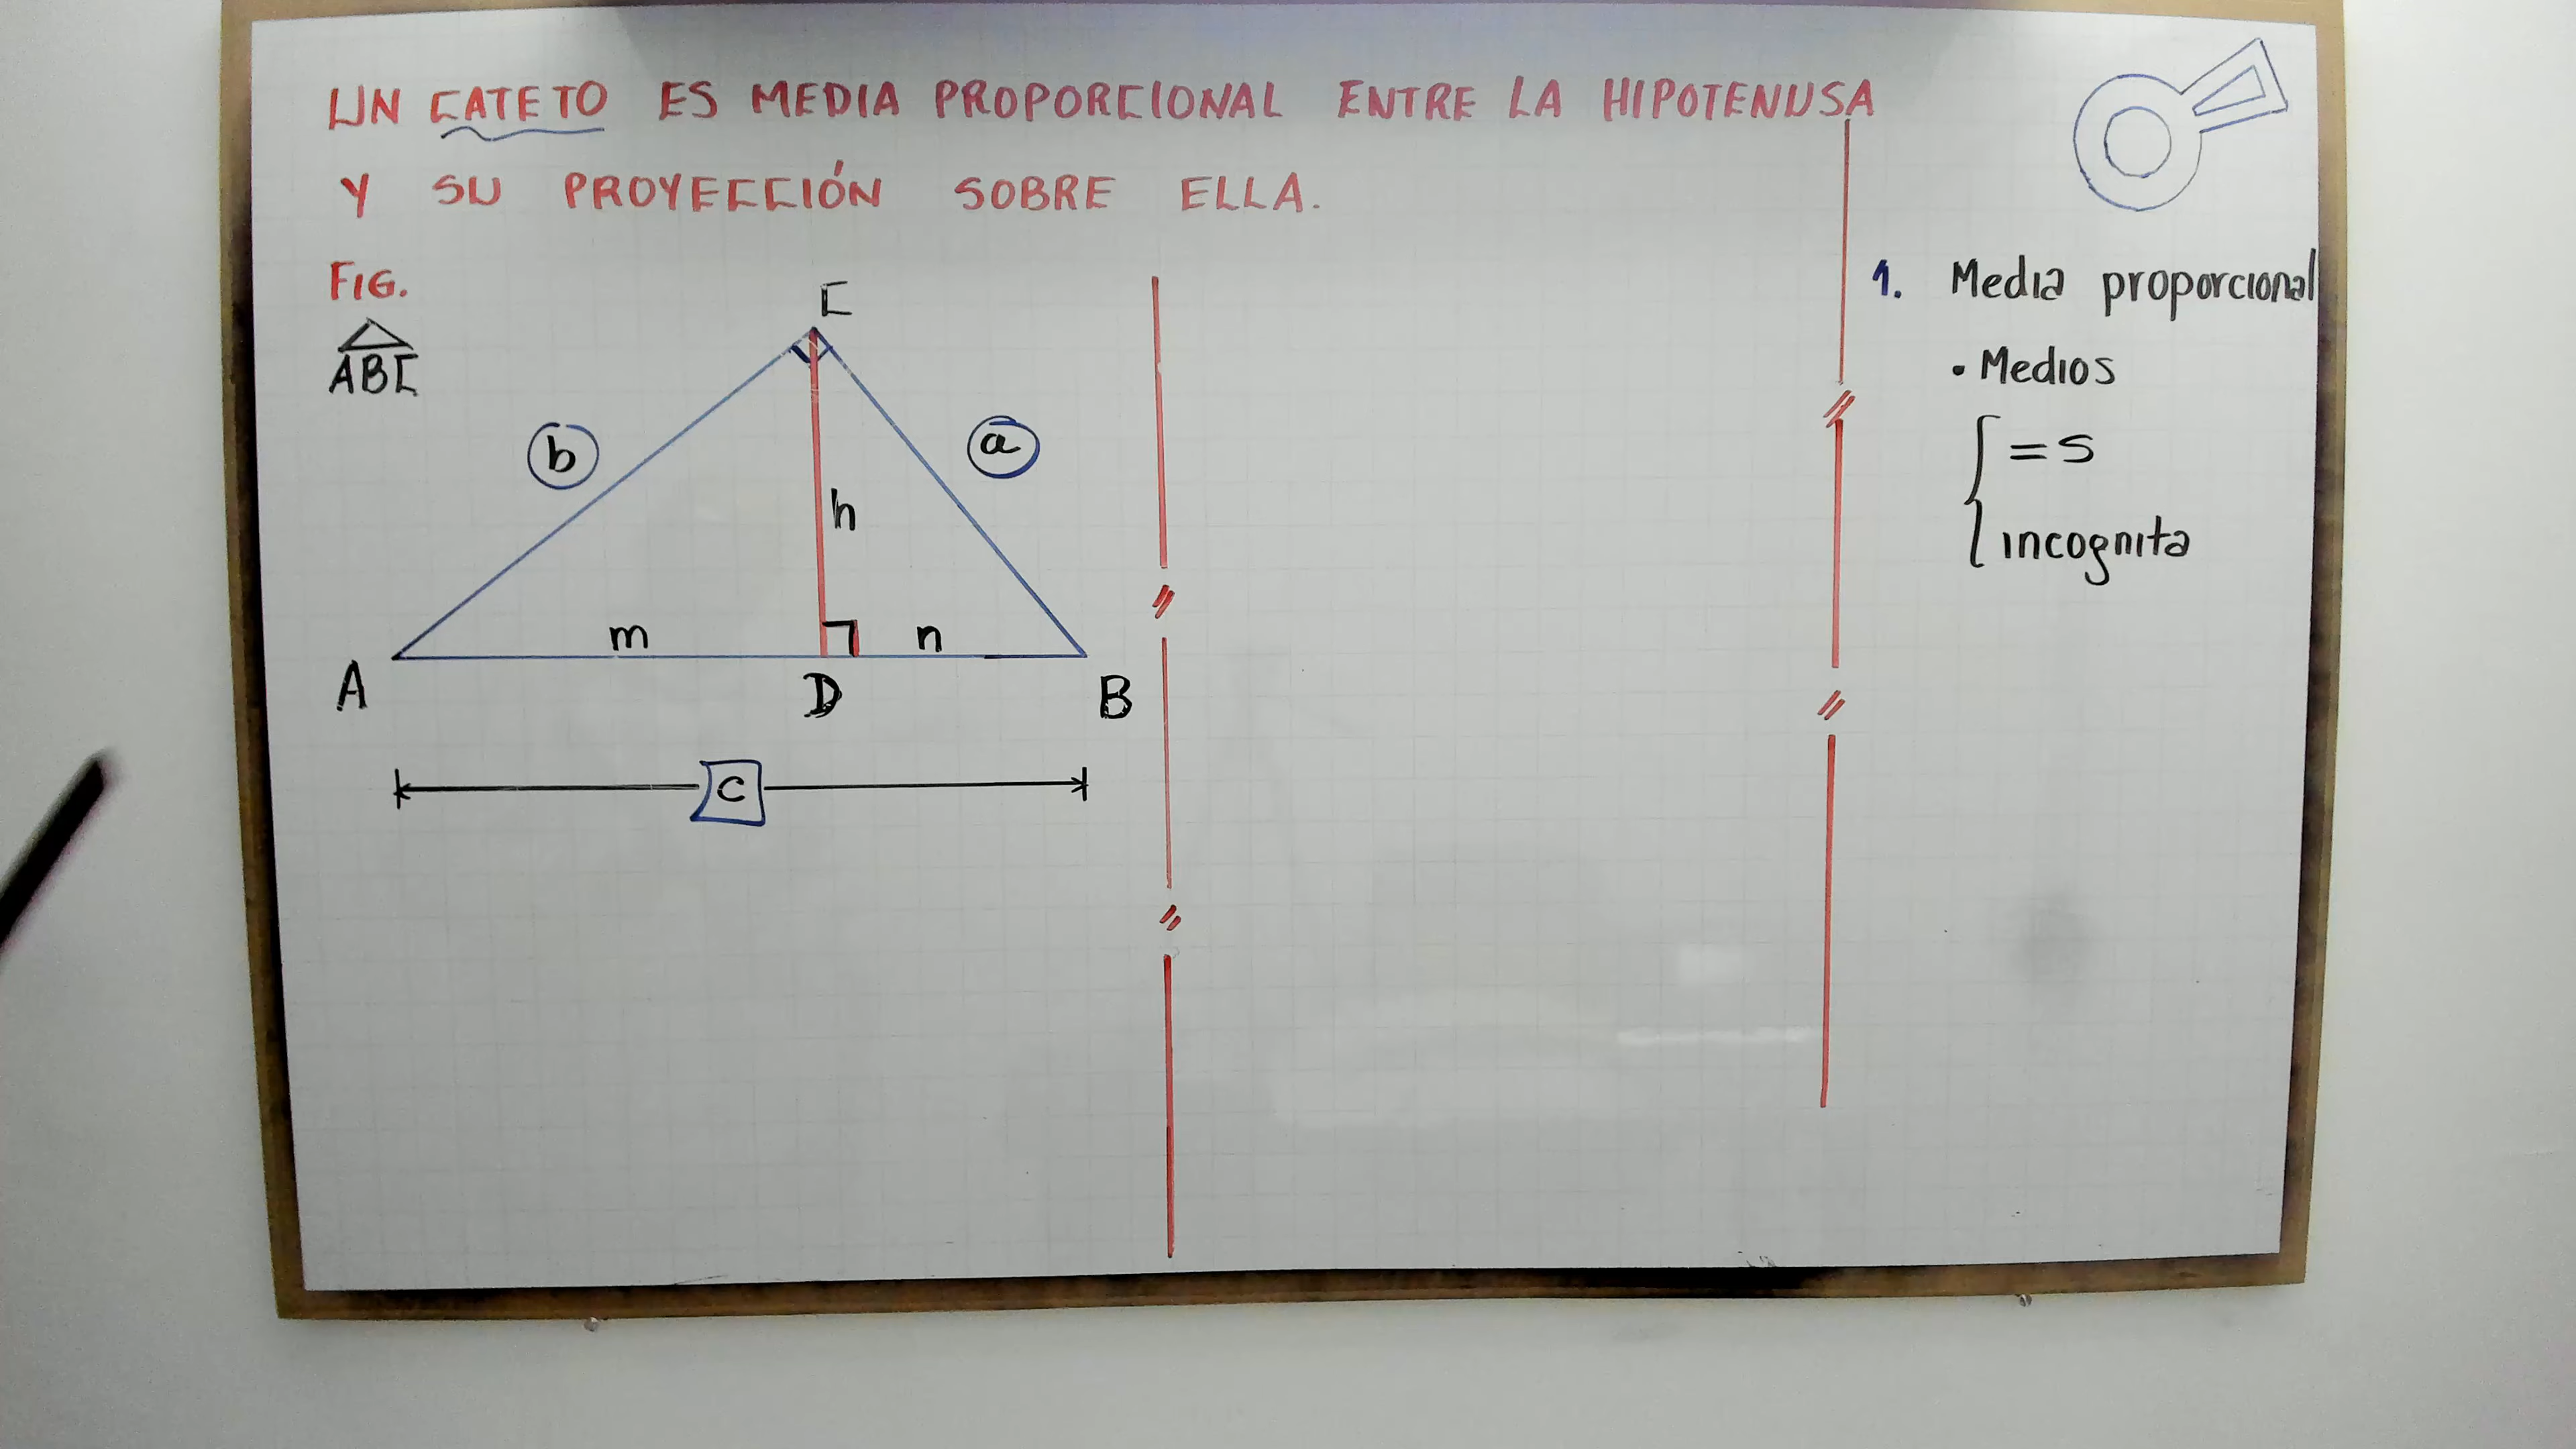 UN CATETO ES MEDIA PROPORCIONAL ENTRE LA HIPOTENUSA
Y SU PROYECCIÓN SOBRE ELLA.
FIG.
ABC
C
b
a
h
m
n
A
D
B
c
1. Media proporcional
• Medios
= s
incognita